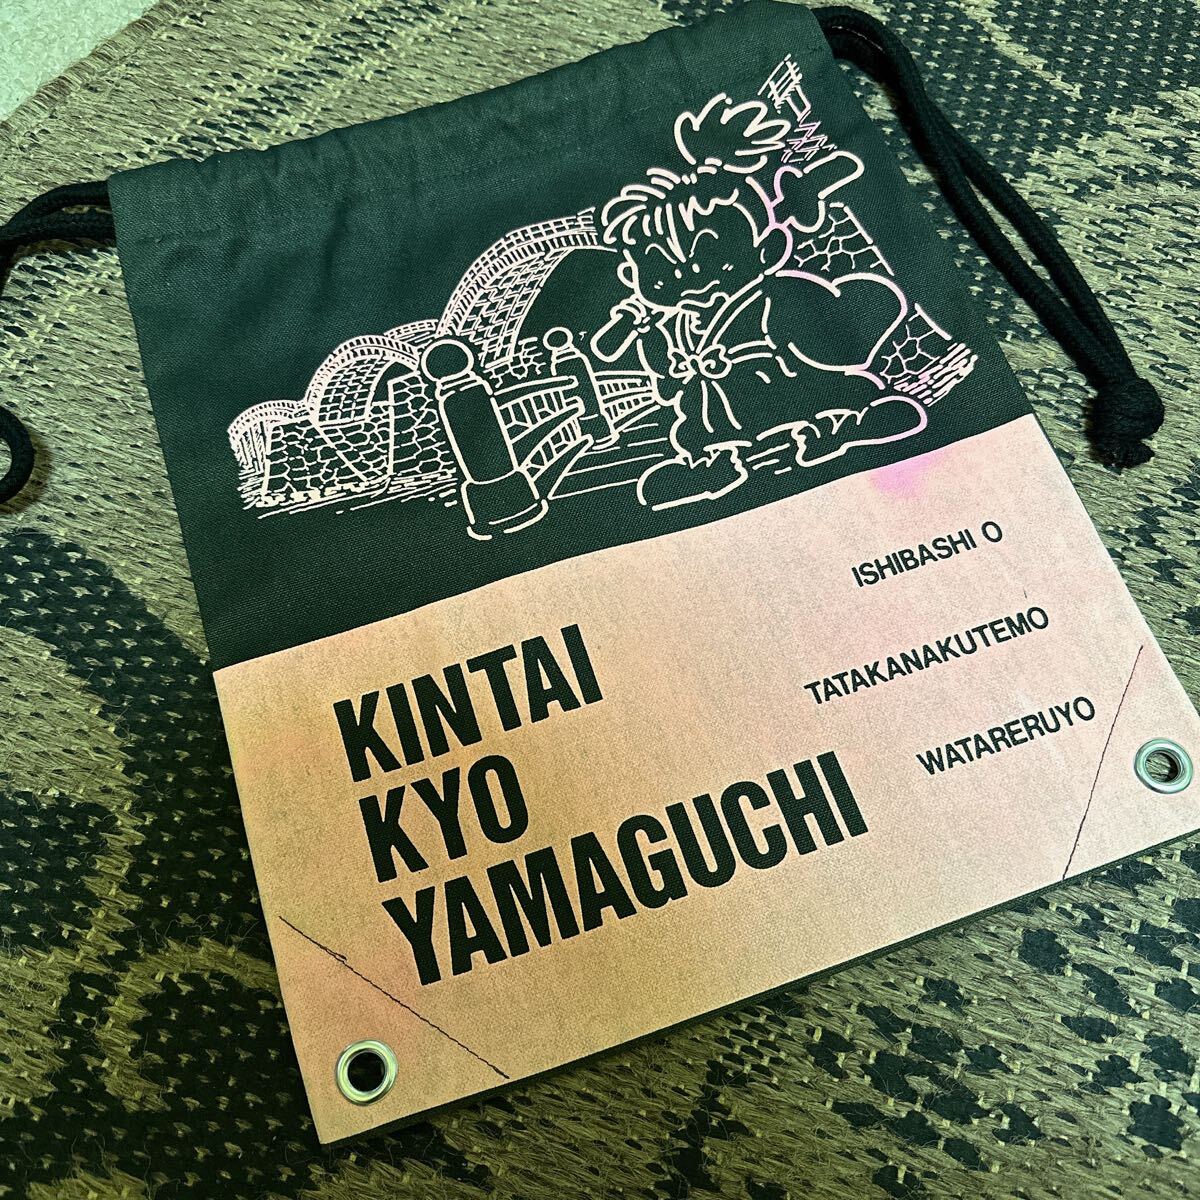 ISHIBASHI O
TATAKANAKUTEMO
WATARERUYO
KINTAI
KYO
YAMAGUCHI